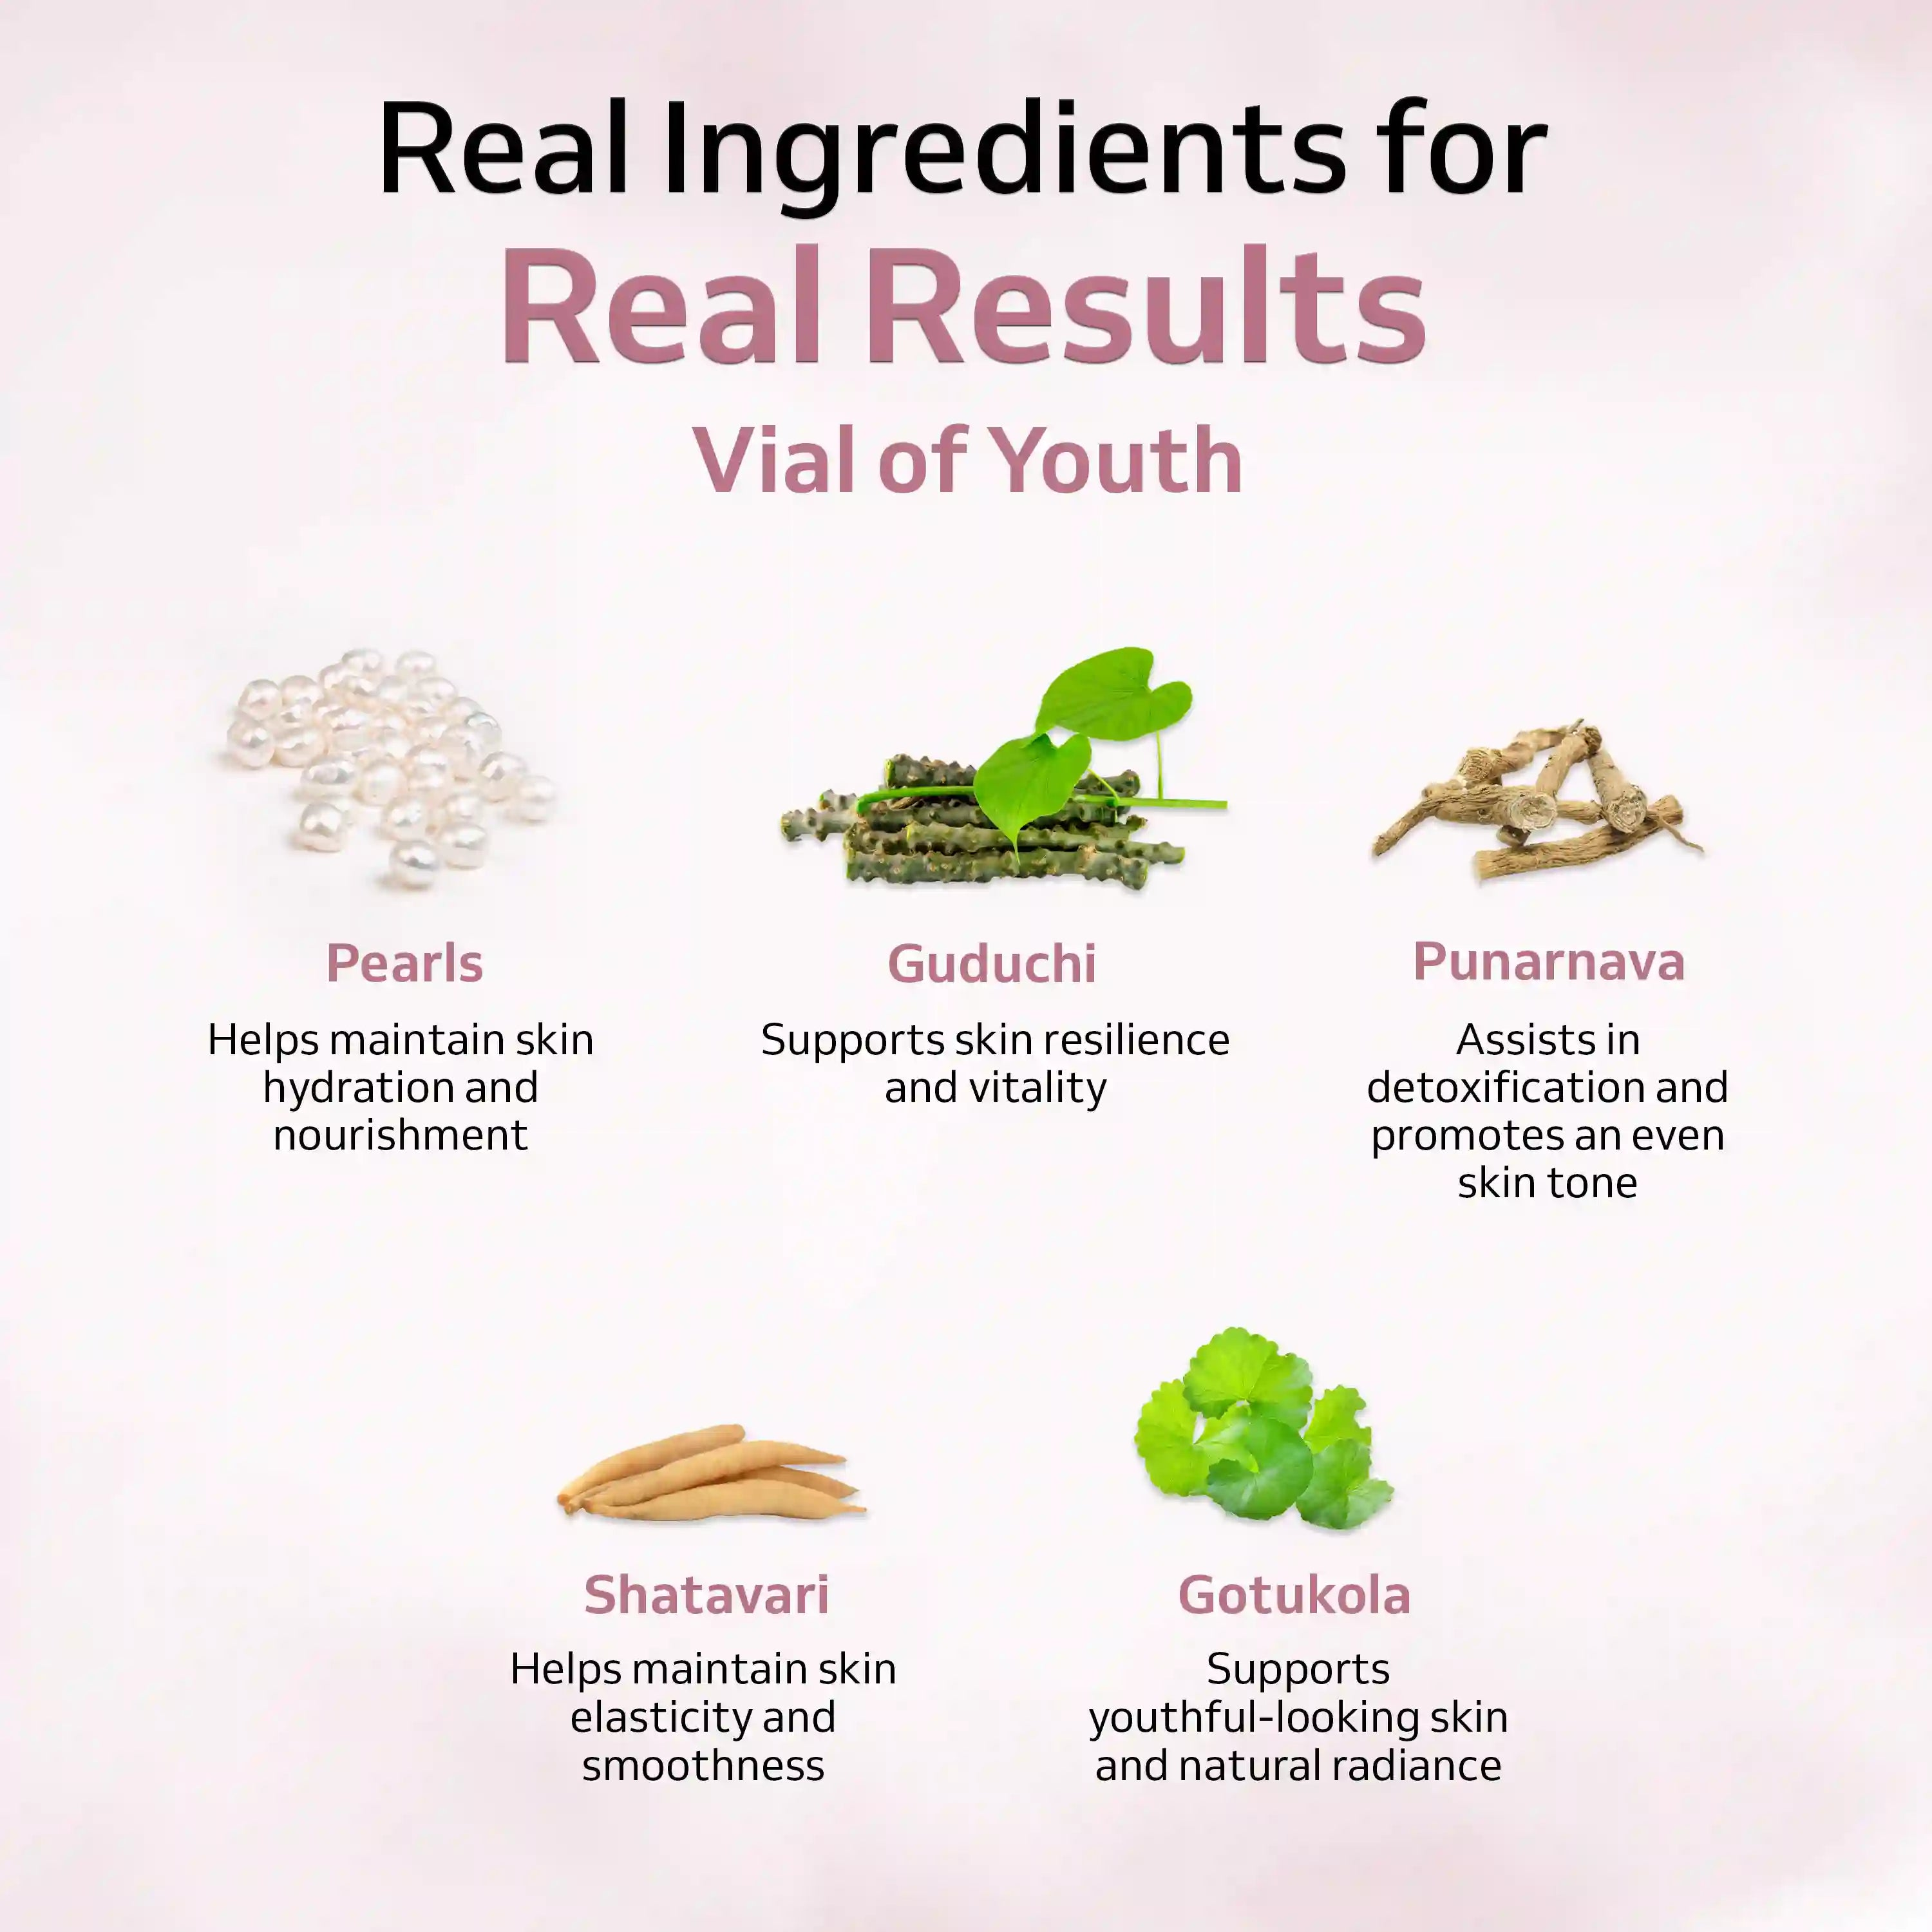 Real Ingredients for
Real Results
Vial of Youth
Pearls
Helps maintain skin
hydration and
nourishment
Guduchi
Supports skin resilience
and vitality
Punarnava
Assists in
detoxification and
promotes an even
skin tone
Shatavari
Helps maintain skin
elasticity and
smoothness
Gotukola
Supports
youthful-looking skin
and natural radiance